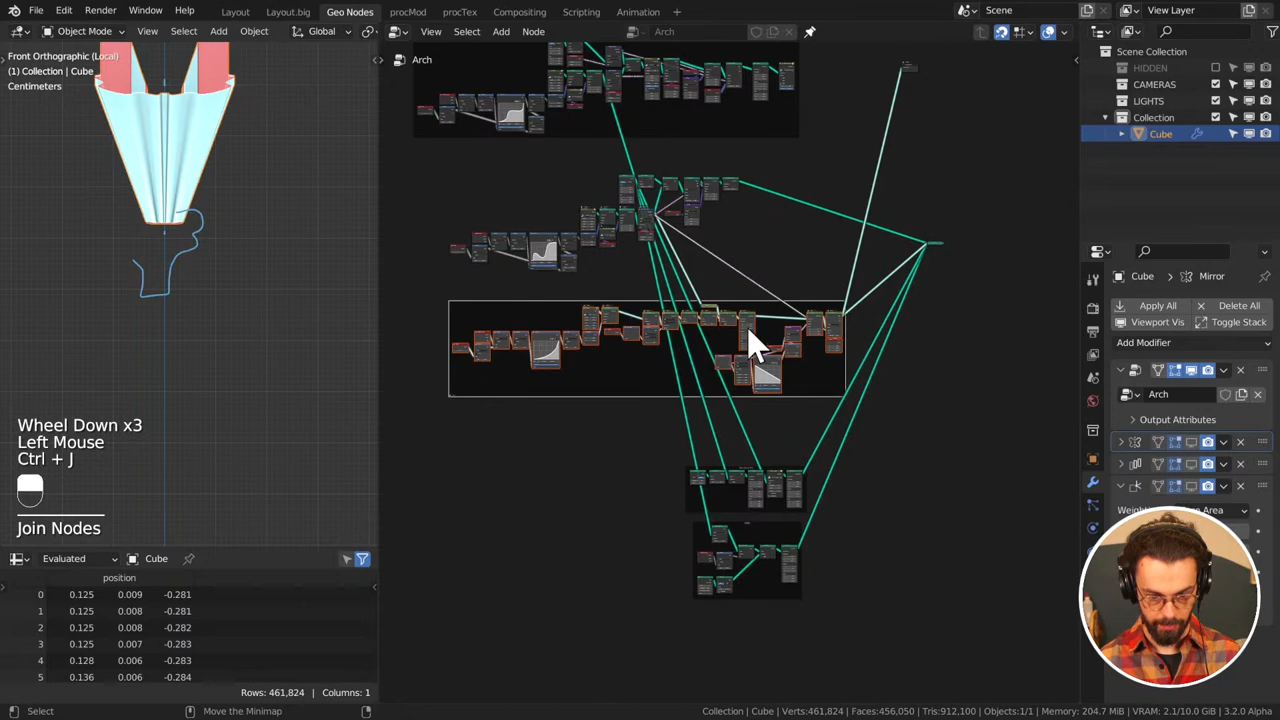 File Edit Render Window Help
Layout Layout.big Geo Nodes procMod procTex Compositing Scripting Animation +
Scene View Layer
Object Mode View Select Add Object Global
View Select Add Node Arch
Front Orthographic (Local)
(1) Collection | Cube
Centimeters
Arch
Scene Collection
HIDDEN
CAMERAS
LIGHTS
Collection
Cube
Cube Mirror
Apply All Delete All
Viewport Vis Toggle Stack
Add Modifier
Arch
Output Attributes
Wheel Down x3
Left Mouse
Ctrl + J
Join Nodes
Evaluated Cube
position
0 0.125 0.009 -0.281
1 0.125 0.008 -0.281
2 0.125 0.008 -0.282
3 0.125 0.007 -0.283
4 0.128 0.006 -0.283
5 0.136 0.006 -0.284
Rows: 461,824 | Columns: 1
Select Move the Minimap
Collection | Cube | Verts:461,824 | Faces:456,050 | Tris:912,100 | Objects:1/1 | Memory: 204.7 MiB | VRAM: 2.1/10.0 GiB | 3.2.0 Alpha